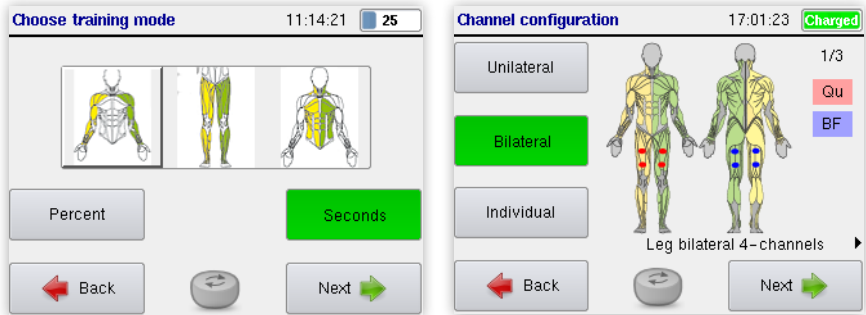 Choose training mode 11:14:21 25
Percent Seconds
Back Next
Channel configuration 17:01:23 Charged
Unilateral 1/3
Qu
Bilateral BF
Individual
Leg bilateral 4-channels
Back Next